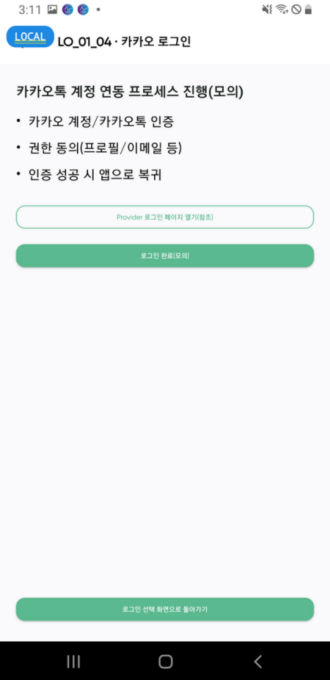 3:11
LOCAL
LO_01_04 · 카카오 로그인
카카오톡 계정 연동 프로세스 진행(모의)
• 카카오 계정/카카오톡 인증
• 권한 동의(프로필/이메일 등)
• 인증 성공 시 앱으로 복귀
Provider 로그인 페이지 열기(참조)
로그인 완료(모의)
로그인 선택 화면으로 돌아가기